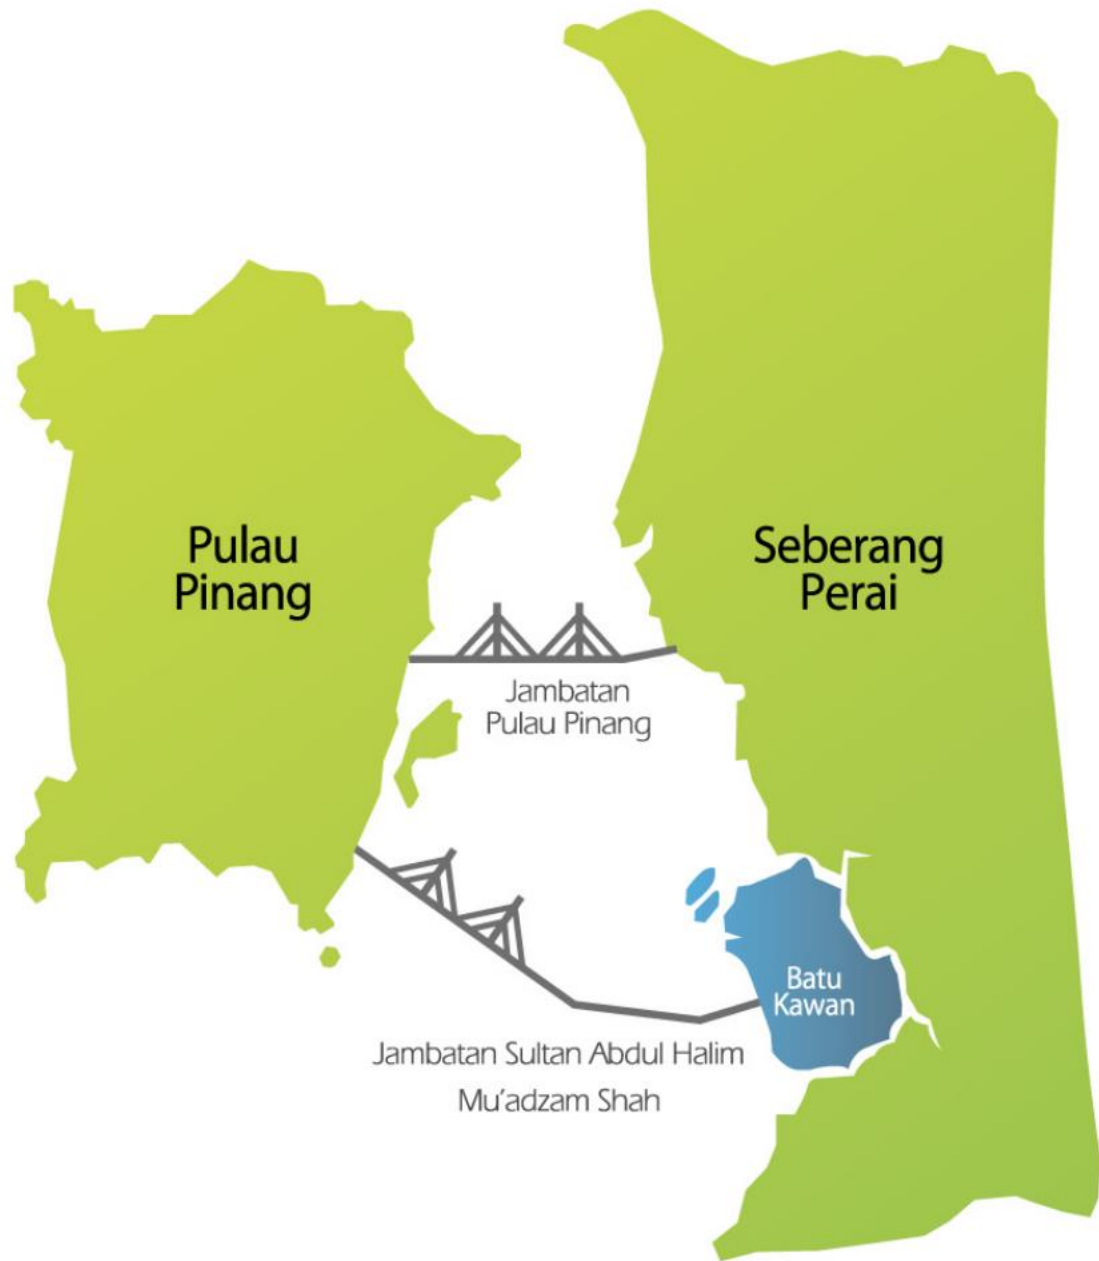 Pulau
Pinang
Seberang
Perai
Jambatan
Pulau Pinang
Batu
Kawan
Jambatan Sultan Abdul Halim
Mu'adzam Shah